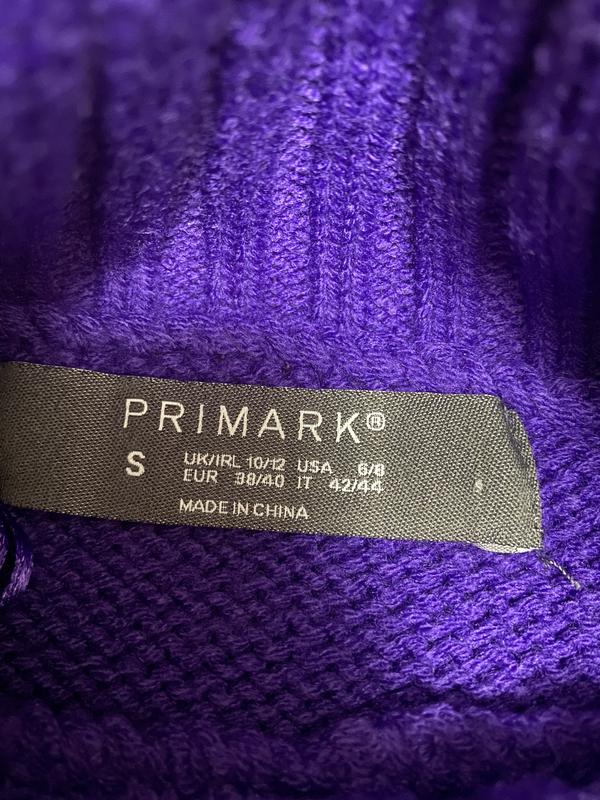 PRIMARK®
S
UK/IRL 10/12 USA 6/8
EUR 38/40 IT 42/44
MADE IN CHINA